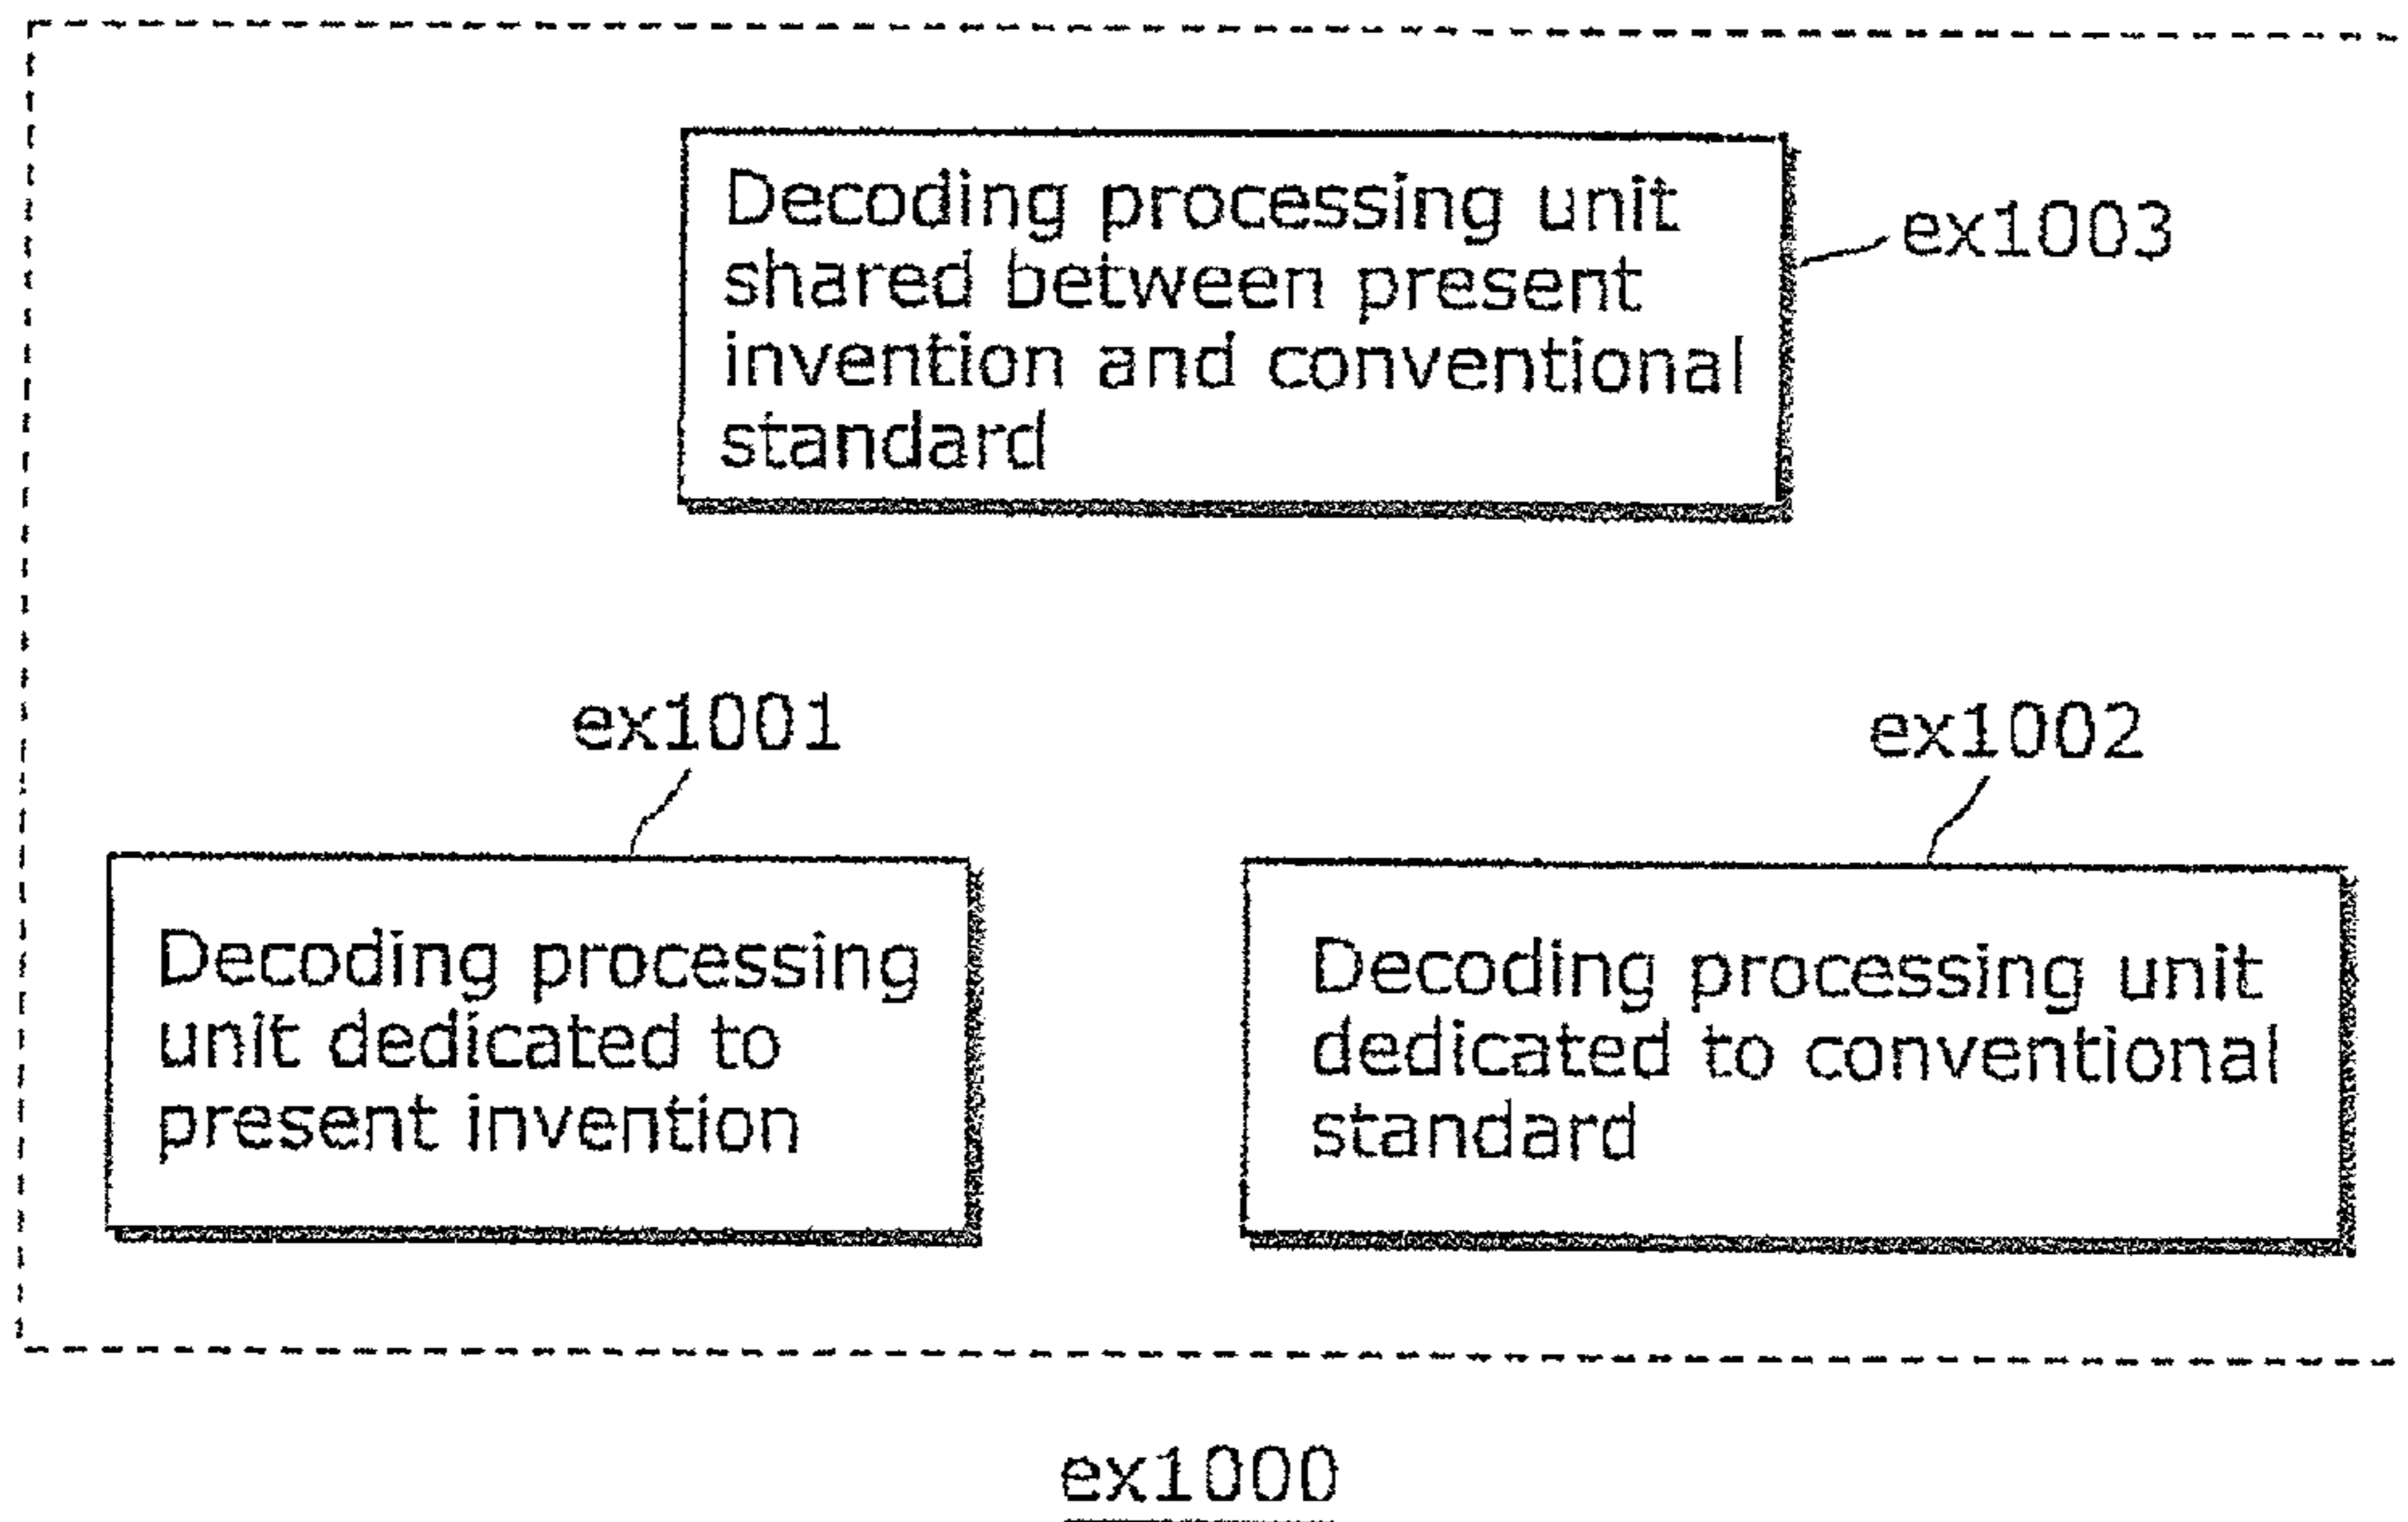 Decoding processing unit
shared between present
invention and conventional
standard
ex1003
ex1001
ex1002
Decoding processing
unit dedicated to
present invention
Decoding processing unit
dedicated to conventional
standard
ex1000